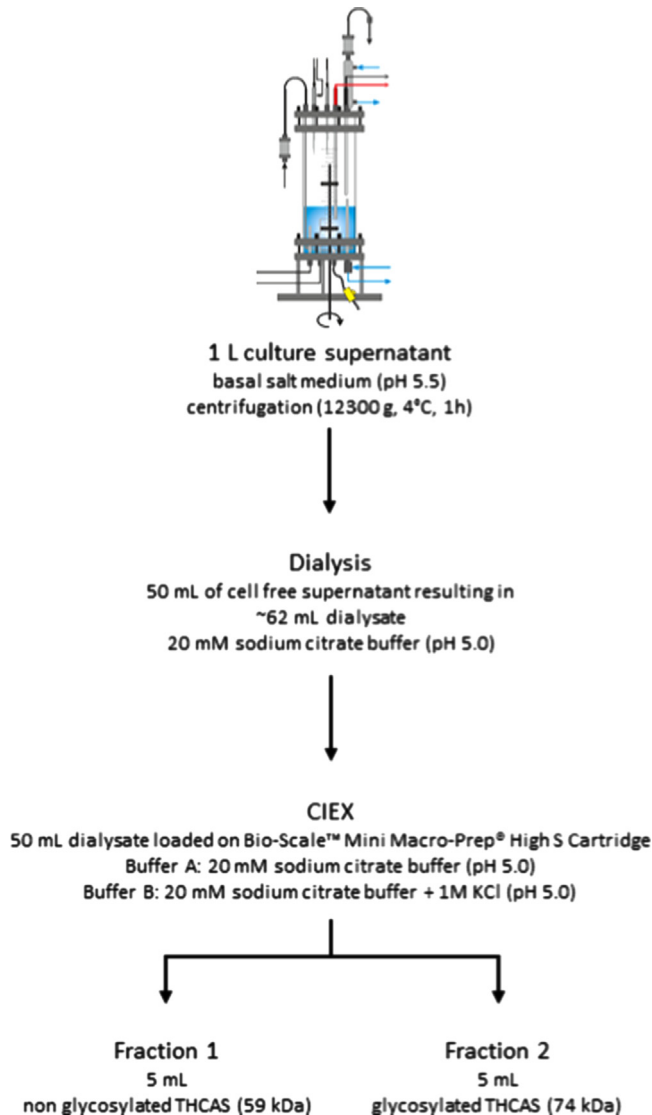 1 L culture supernatant
basal salt medium (pH 5.5)
centrifugation (12300 g, 4°C, 1h)
Dialysis
50 mL of cell free supernatant resulting in
~62 mL dialysate
20 mM sodium citrate buffer (pH 5.0)
CIEX
50 mL dialysate loaded on Bio-Scale™ Mini Macro-Prep® High S Cartridge
Buffer A: 20 mM sodium citrate buffer (pH 5.0)
Buffer B: 20 mM sodium citrate buffer + 1M KCl (pH 5.0)
Fraction 1
5 mL
non glycosylated THCAS (59 kDa)
Fraction 2
5 mL
glycosylated THCAS (74 kDa)